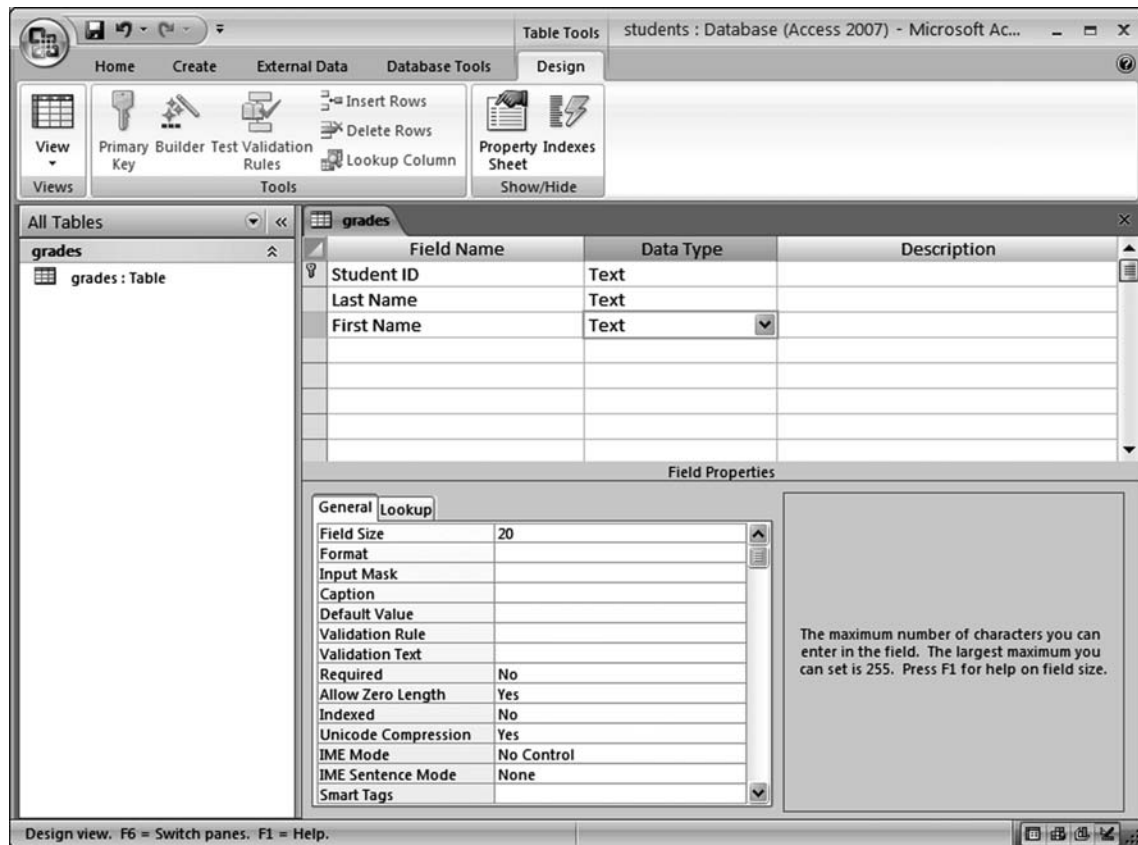 Table Tools
students : Database (Access 2007) - Microsoft Ac...
Home Create External Data Database Tools Design
View
Views
Primary Key
Builder
Test Validation Rules
Insert Rows
Delete Rows
Lookup Column
Tools
Property Sheet
Indexes
Show/Hide
All Tables
grades
grades : Table
grades
Field Name Data Type Description
Student ID Text
Last Name Text
First Name Text
Field Properties
General Lookup
Field Size 20
Format
Input Mask
Caption
Default Value
Validation Rule
Validation Text
Required No
Allow Zero Length Yes
Indexed No
Unicode Compression Yes
IME Mode No Control
IME Sentence Mode None
Smart Tags
The maximum number of characters you can
enter in the field. The largest maximum you
can set is 255. Press F1 for help on field size.
Design view. F6 = Switch panes. F1 = Help.